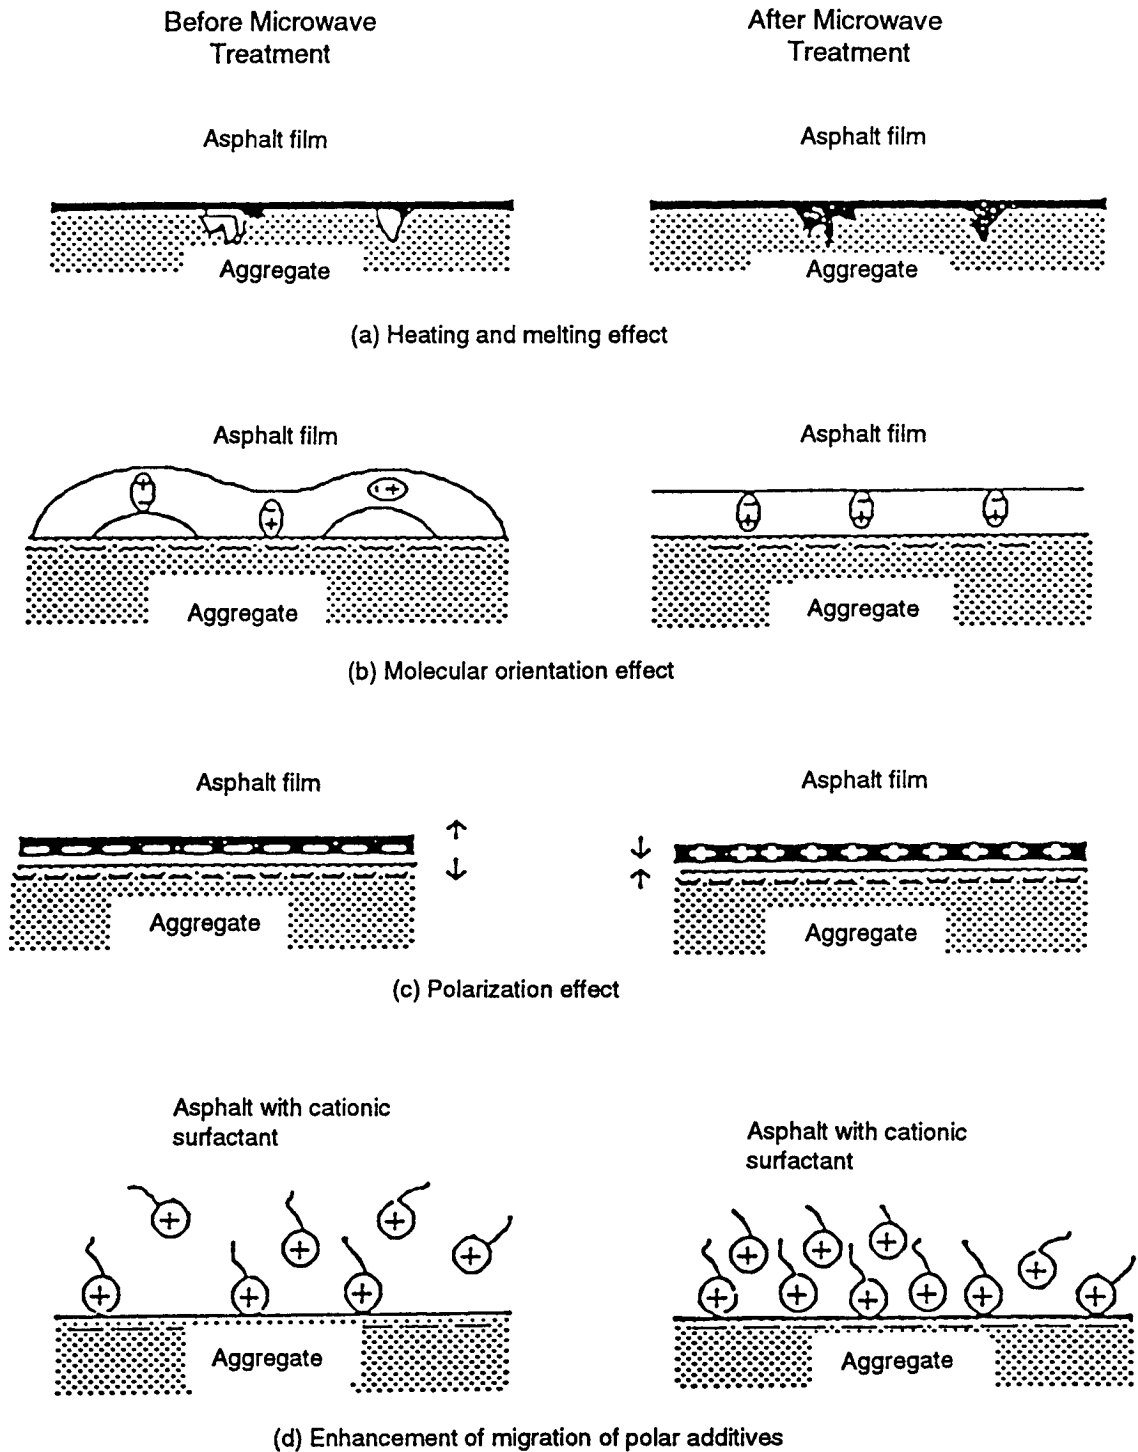 Before Microwave
Treatment
After Microwave
Treatment
Asphalt film
Asphalt film
Aggregate
Aggregate
(a) Heating and melting effect
Asphalt film
Asphalt film
Aggregate
Aggregate
(b) Molecular orientation effect
Asphalt film
Asphalt film
Aggregate
Aggregate
(c) Polarization effect
Asphalt with cationic
surfactant
Asphalt with cationic
surfactant
Aggregate
Aggregate
(d) Enhancement of migration of polar additives